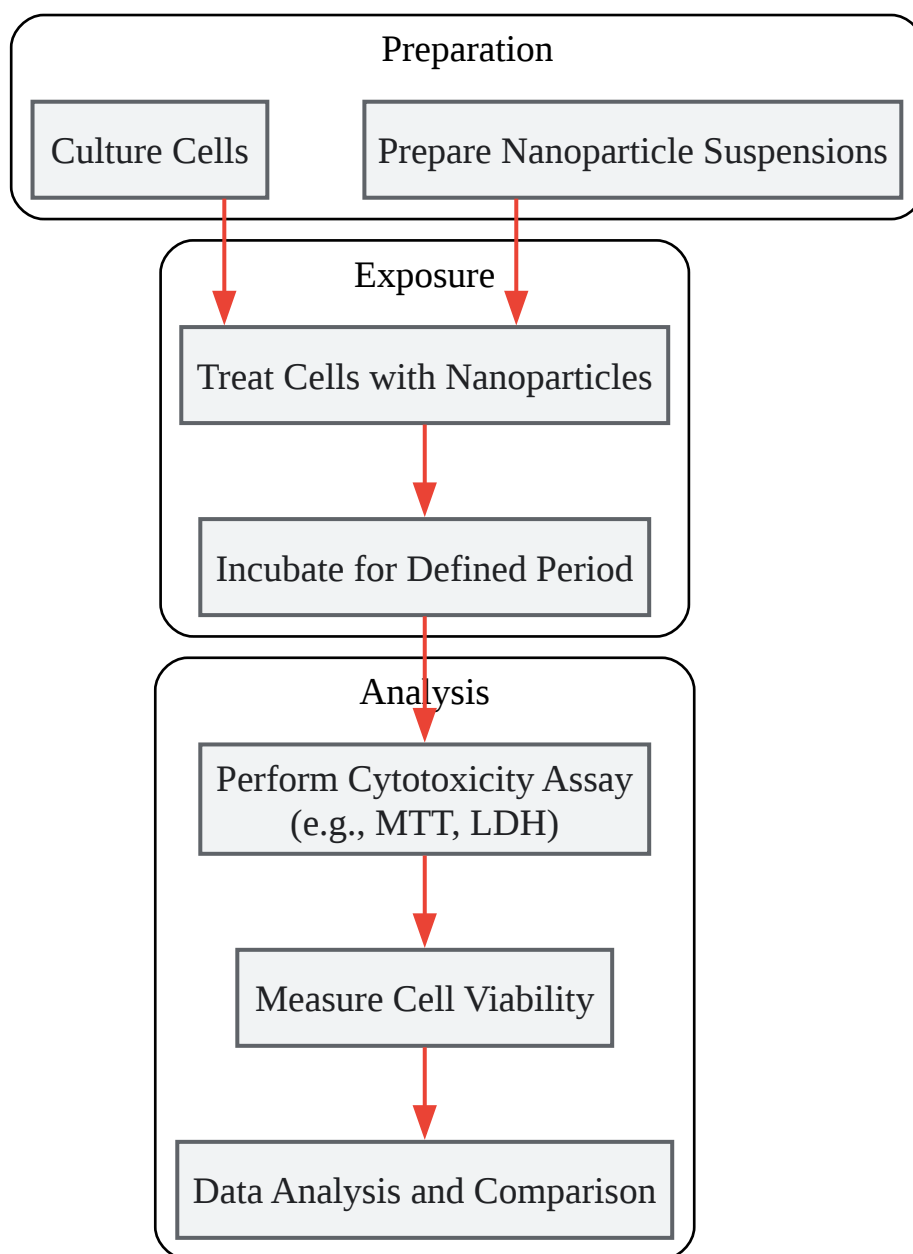 Preparation
Culture Cells
Prepare Nanoparticle Suspensions
Exposure
Treat Cells with Nanoparticles
Incubate for Defined Period
Analysis
Perform Cytotoxicity Assay
(e.g., MTT, LDH)
Measure Cell Viability
Data Analysis and Comparison